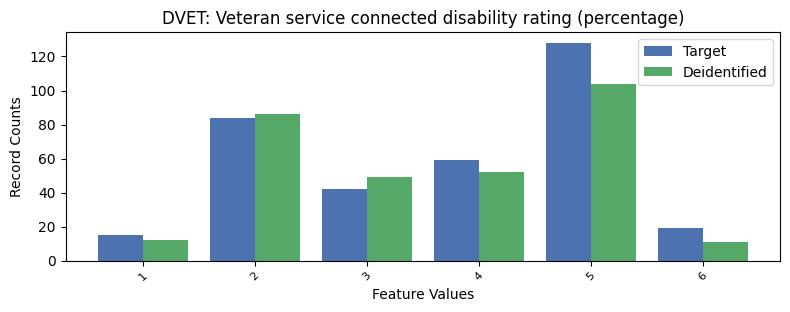 DVET: Veteran service connected disability rating (percentage)
Target
Deidentified
Record Counts
120
100
80
60
40
20
0
1 2 3 4 5 6
Feature Values